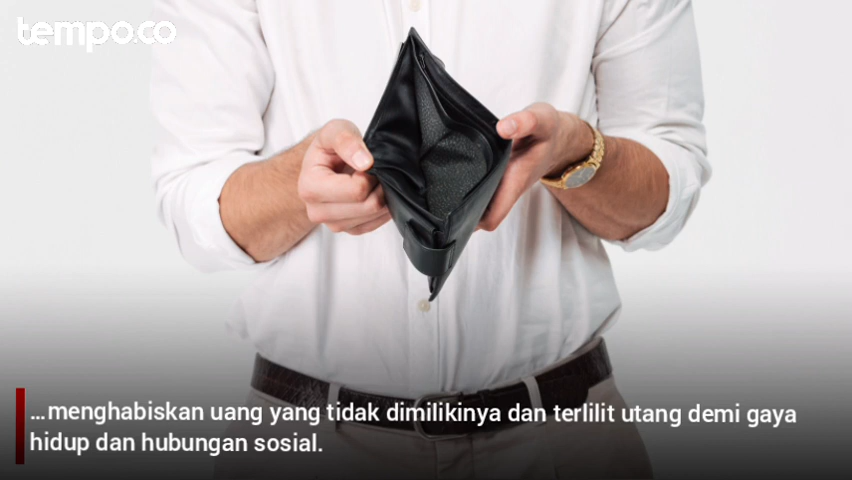 tempo.co
...menghabiskan uang yang tidak dimilikinya dan terlilit utang demi gaya
hidup dan hubungan sosial.